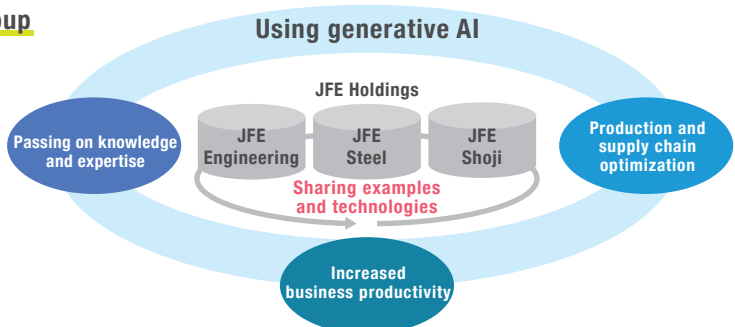 oup
Using generative AI
JFE Holdings
Passing on knowledge
and expertise
JFE
Engineering
JFE
Steel
JFE
Shoji
Production and
supply chain
optimization
Sharing examples
and technologies
Increased
business productivity